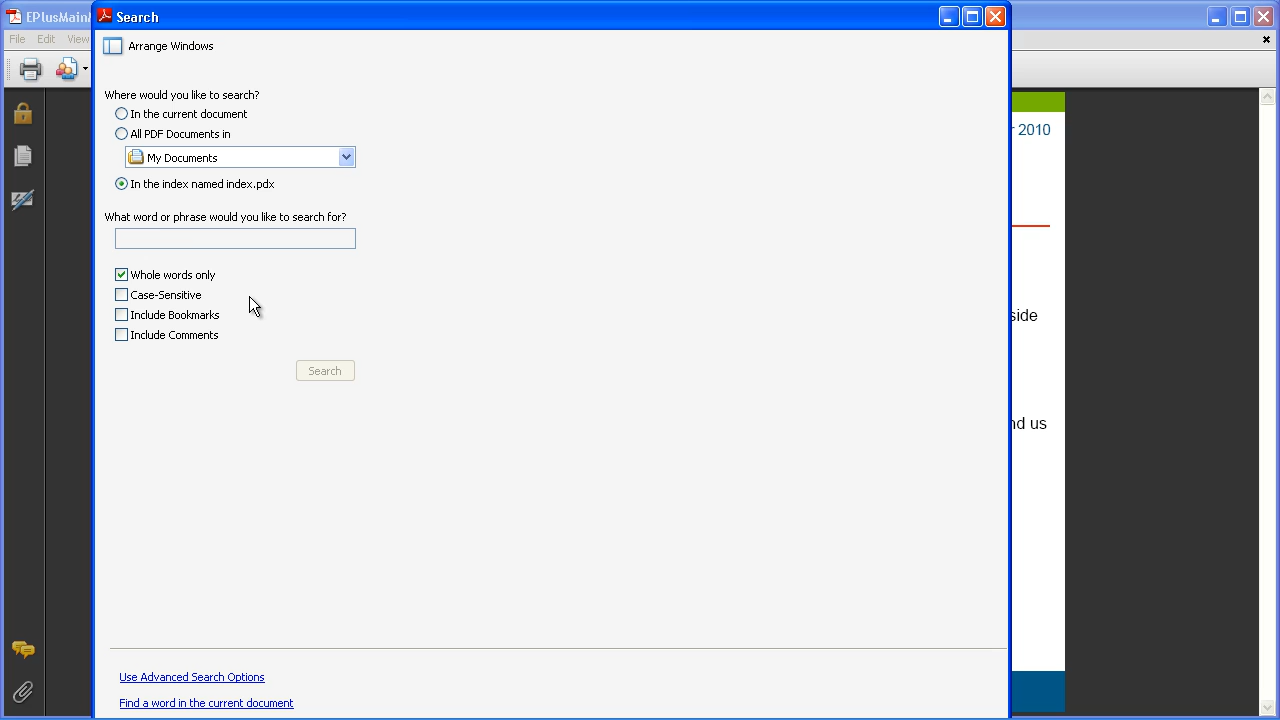 EPlusMain
Search
File Edit View
Arrange Windows
Where would you like to search?
In the current document
All PDF Documents in
My Documents
In the index named index.pdx
What word or phrase would you like to search for?
Whole words only
Case-Sensitive
Include Bookmarks
Include Comments
Search
Use Advanced Search Options
Find a word in the current document
2010
side
nd us